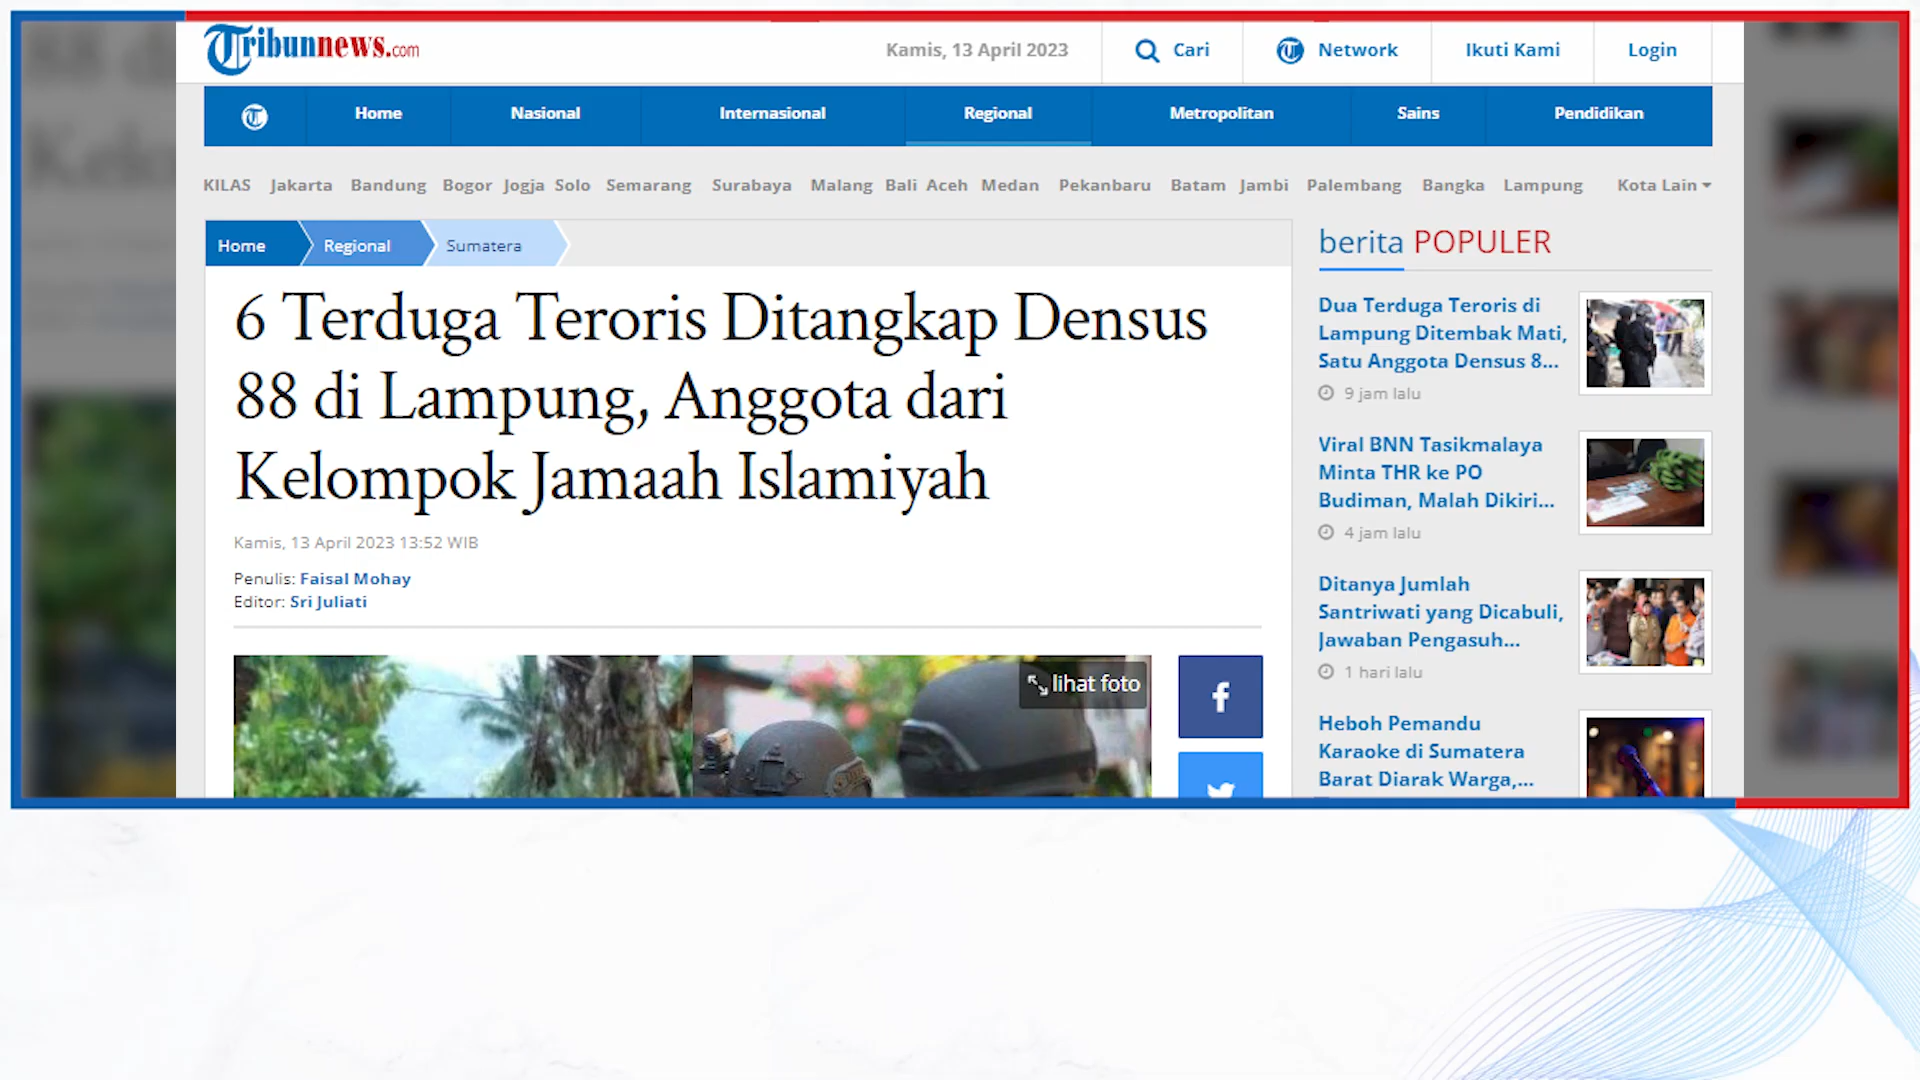 Tribunnews.com
Kamis, 13 April 2023
Cari
Network
Ikuti Kami
Login
Home
Nasional
Internasional
Regional
Metropolitan
Sains
Pendidikan
KILAS Jakarta Bandung Bogor Jogja Solo Semarang Surabaya Malang Bali Aceh Medan Pekanbaru Batam Jambi Palembang Bangka Lampung Kota Lain
Home Regional Sumatera
6 Terduga Teroris Ditangkap Densus
88 di Lampung, Anggota dari
Kelompok Jamaah Islamiyah
Kamis, 13 April 2023 13:52 WIB
Penulis: Faisal Mohay
Editor: Sri Juliati
lihat foto
berita POPULER
Dua Terduga Teroris di
Lampung Ditembak Mati,
Satu Anggota Densus 8...
9 jam lalu
Viral BNN Tasikmalaya
Minta THR ke PO
Budiman, Malah Dikiri...
4 jam lalu
Ditanya Jumlah
Santriwati yang Dicabuli,
Jawaban Pengasuh...
1 hari lalu
Heboh Pemandu
Karaoke di Sumatera
Barat Diarak Warga,...